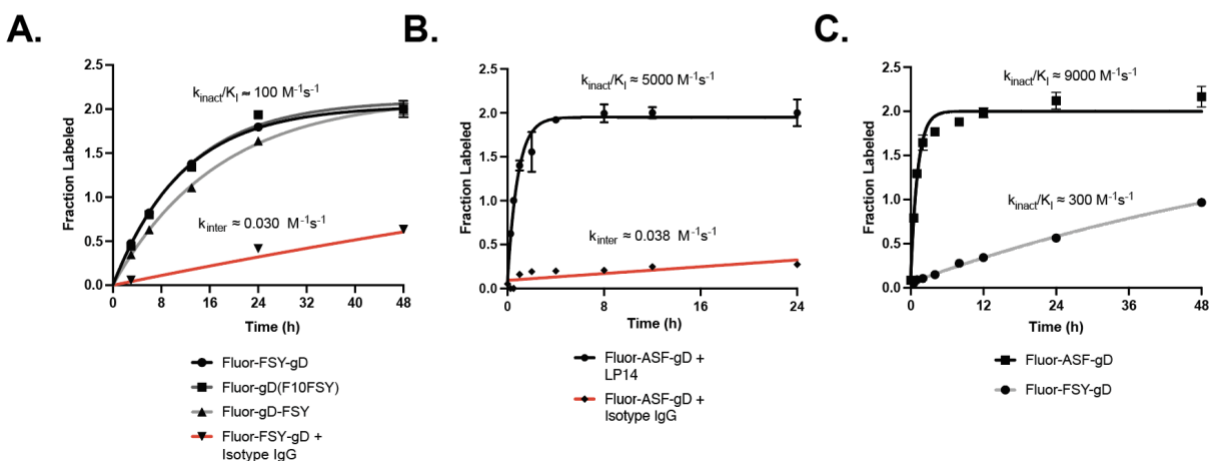 A.
2.5
2.0
1.5
1.0
0.5
0.0
Fraction Labeled
kinact/KI ≈ 100 M-1s-1
kinter ≈ 0.030 M-1s-1
0 8 16 24 32 40 48
Time (h)
Fluor-FSY-gD
Fluor-gD(F10FSY)
Fluor-gD-FSY
Fluor-FSY-gD +
Isotype IgG
B.
2.5
2.0
1.5
1.0
0.5
0.0
Fraction Labeled
kinact/KI ≈ 5000 M-1s-1
kinter ≈ 0.038 M-1s-1
0 8 16 24
Time (h)
Fluor-ASF-gD +
LP14
Fluor-ASF-gD +
Isotype IgG
C.
2.5
2.0
1.5
1.0
0.5
0.0
Fraction Labeled
kinact/KI ≈ 9000 M-1s-1
kinact/KI ≈ 300 M-1s-1
0 12 24 36 48
Time (h)
Fluor-ASF-gD
Fluor-FSY-gD